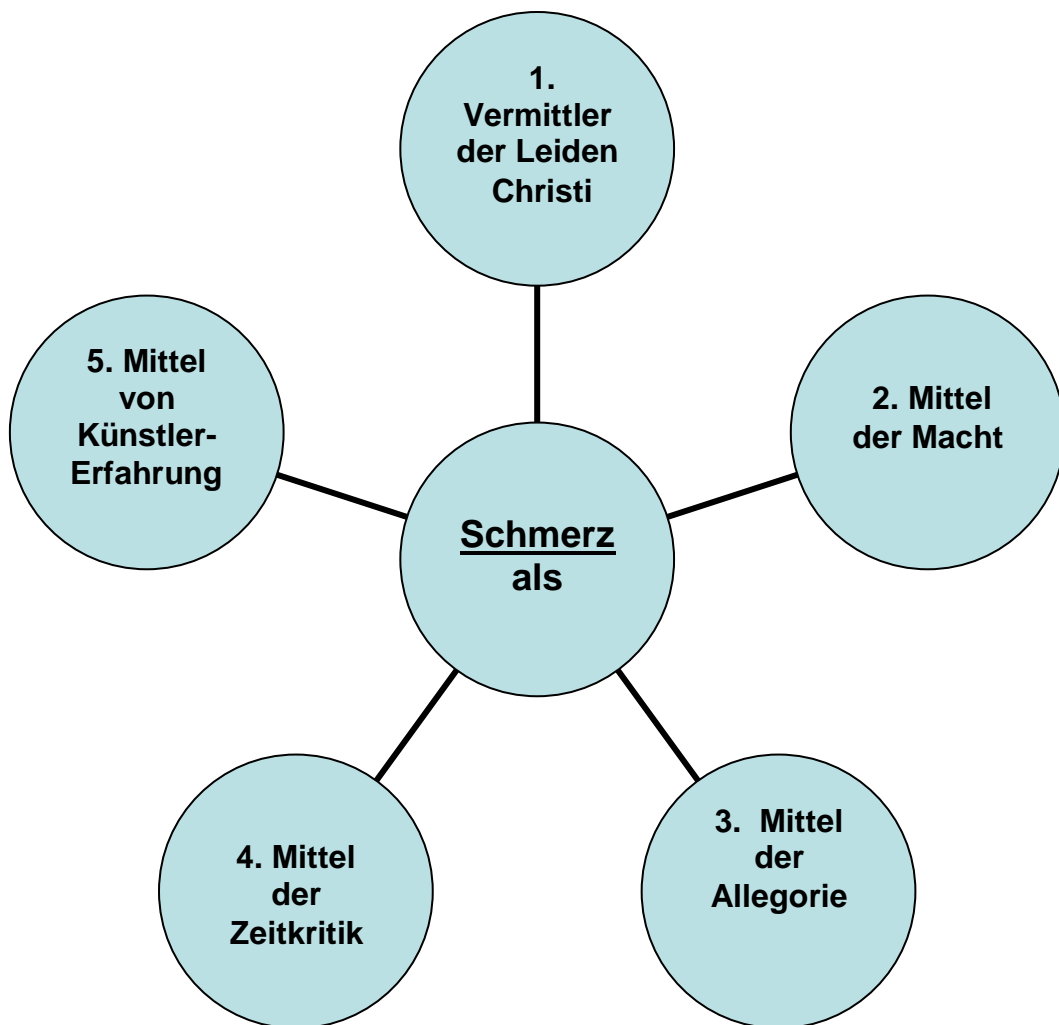 1.
Vermittler
der Leiden
Christi
2. Mittel
der Macht
3. Mittel
der
Allegorie
4. Mittel
der
Zeitkritik
5. Mittel
von
Künstler-
Erfahrung
Schmerz
als